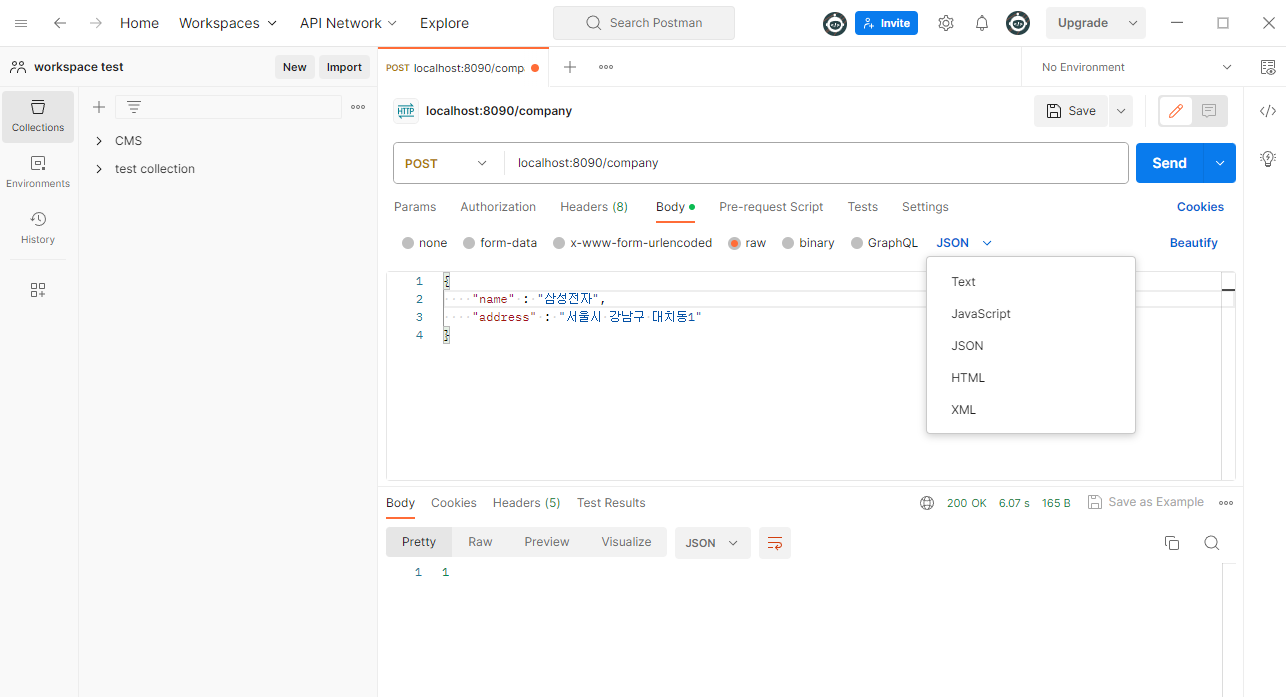 Home Workspaces API Network Explore Search Postman Invite Upgrade
workspace test New Import POST localhost:8090/comp No Environment
Collections
Environments
History
CMS
test collection
HTTP localhost:8090/company Save
POST localhost:8090/company Send
Params Authorization Headers (8) Body Pre-request Script Tests Settings Cookies
none form-data x-www-form-urlencoded raw binary GraphQL JSON Beautify
Text
JavaScript
JSON
HTML
XML
1 {
2 "name" : "삼성전자",
3 "address" : "서울시 강남구 대치동1"
4 }
Body Cookies Headers (5) Test Results 200 OK 6.07 s 165 B Save as Example
Pretty Raw Preview Visualize JSON
1 1